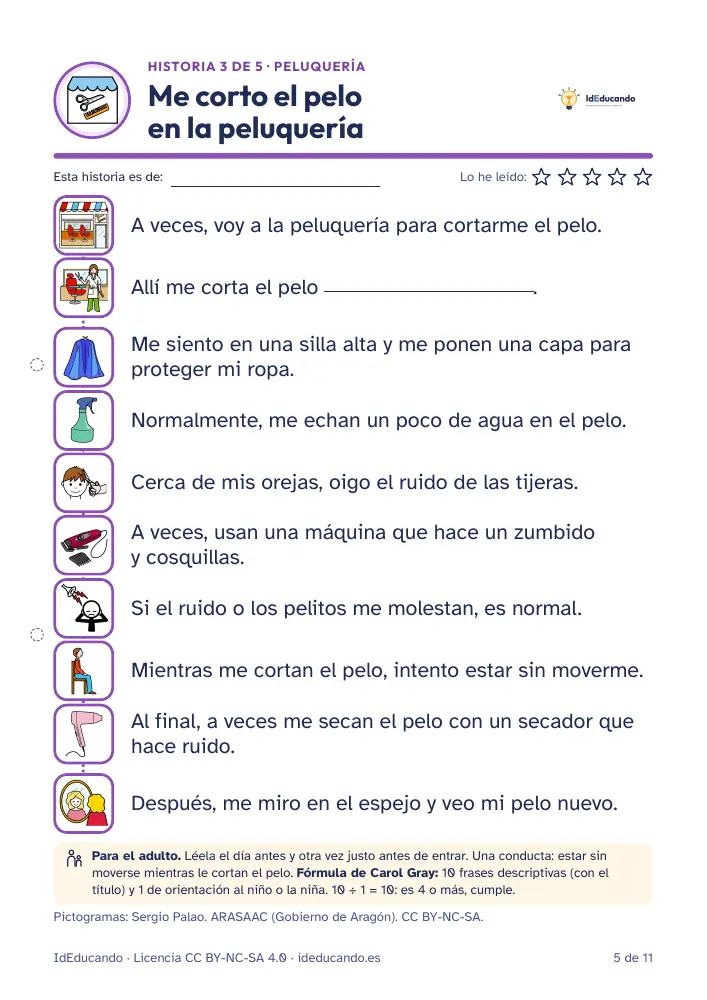 HISTORIA 3 DE 5 · PELUQUERÍA
Me corto el pelo
en la peluquería
IdEducando
Esta historia es de:
Lo he leído:
A veces, voy a la peluquería para cortarme el pelo.
Allí me corta el pelo ____________________.
Me siento en una silla alta y me ponen una capa para
proteger mi ropa.
Normalmente, me echan un poco de agua en el pelo.
Cerca de mis orejas, oigo el ruido de las tijeras.
A veces, usan una máquina que hace un zumbido
y cosquillas.
Si el ruido o los pelitos me molestan, es normal.
Mientras me cortan el pelo, intento estar sin moverme.
Al final, a veces me secan el pelo con un secador que
hace ruido.
Después, me miro en el espejo y veo mi pelo nuevo.
Para el adulto. Léela el día antes y otra vez justo antes de entrar. Una conducta: estar sin
moverse mientras le cortan el pelo. Fórmula de Carol Gray: 10 frases descriptivas (con el
título) y 1 de orientación al niño o la niña. 10 ÷ 1 = 10: es 4 o más, cumple.
Pictogramas: Sergio Palao. ARASAAC (Gobierno de Aragón). CC BY-NC-SA.
IdEducando · Licencia CC BY-NC-SA 4.0 · ideducando.es
5 de 11